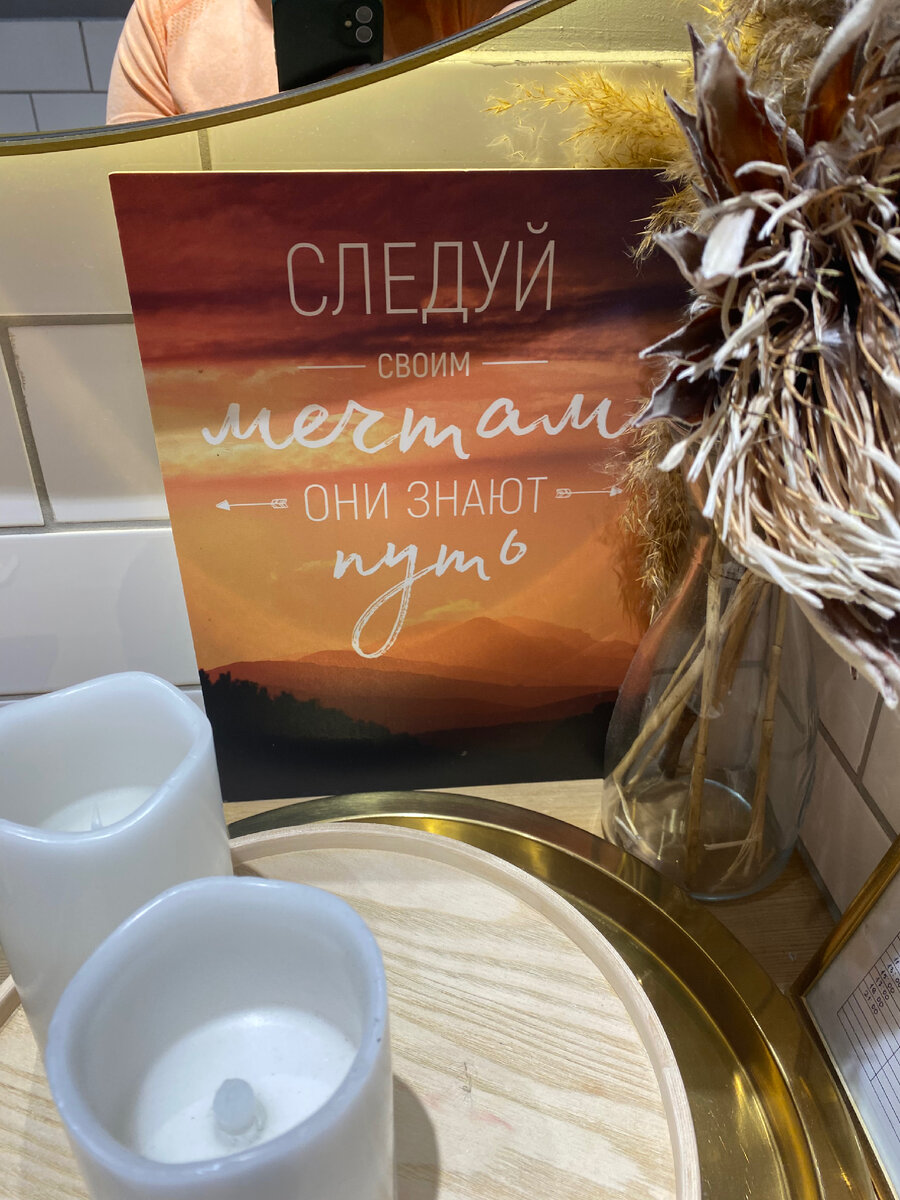 СЛЕДУЙ
СВОИМ
мечтам
ОНИ ЗНАЮТ
путь